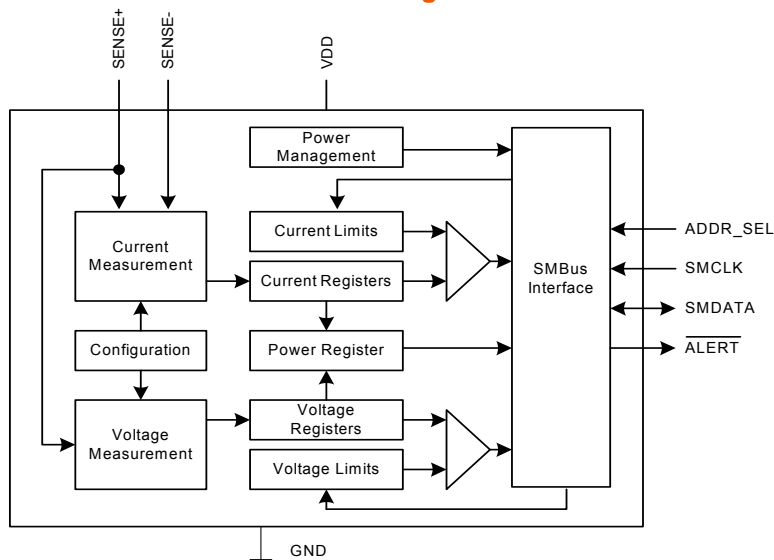 SENSE+
SENSE-
VDD
Power
Management
Current
Measurement
Current Limits
Current Registers
SMBus
Interface
ADDR_SEL
SMCLK
SMDATA
ALERT
Configuration
Power Register
Voltage
Measurement
Voltage
Registers
Voltage Limits
GND